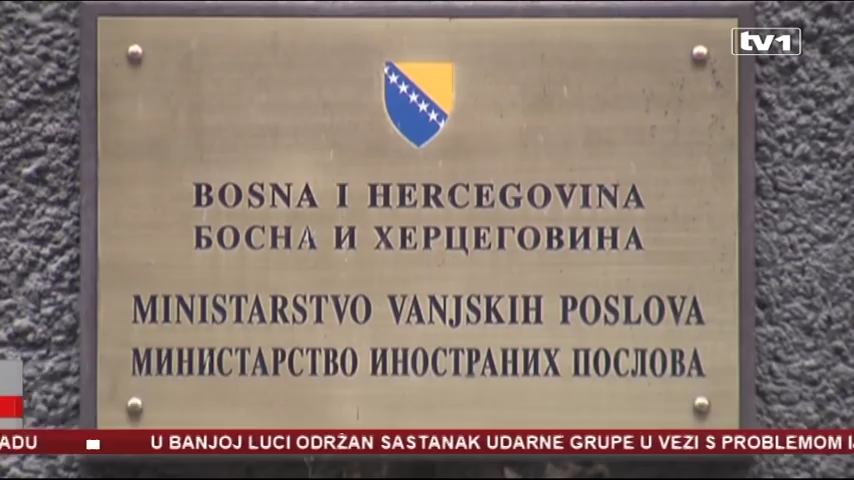 tv1
BOSNA I HERCEGOVINA
БОСНА И ХЕРЦЕГОВИНА
MINISTARSTVO VANJSKIH POSLOVA
МИНИСТАРСТВО ИНОСТРАНИХ ПОСЛОВА
ADU U BANJOJ LUCI ODRŽAN SASTANAK UDARNE GRUPE U VEZI S PROBLEMOM